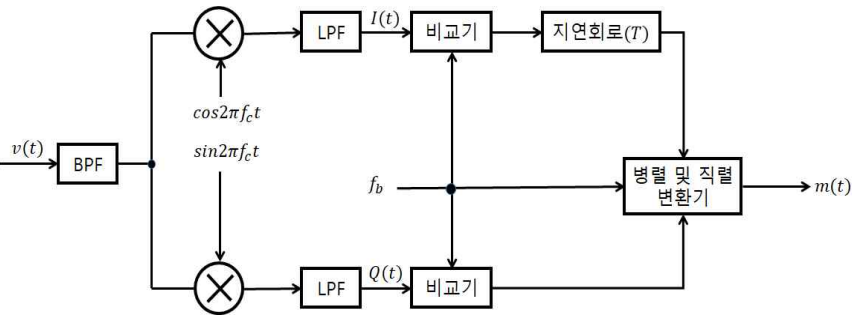 LPF
I(t)
비교기
지연회로(T)
cos2πf_ct
sin2πf_ct
v(t)
BPF
f_b
병렬 및 직렬
변환기
m(t)
LPF
Q(t)
비교기